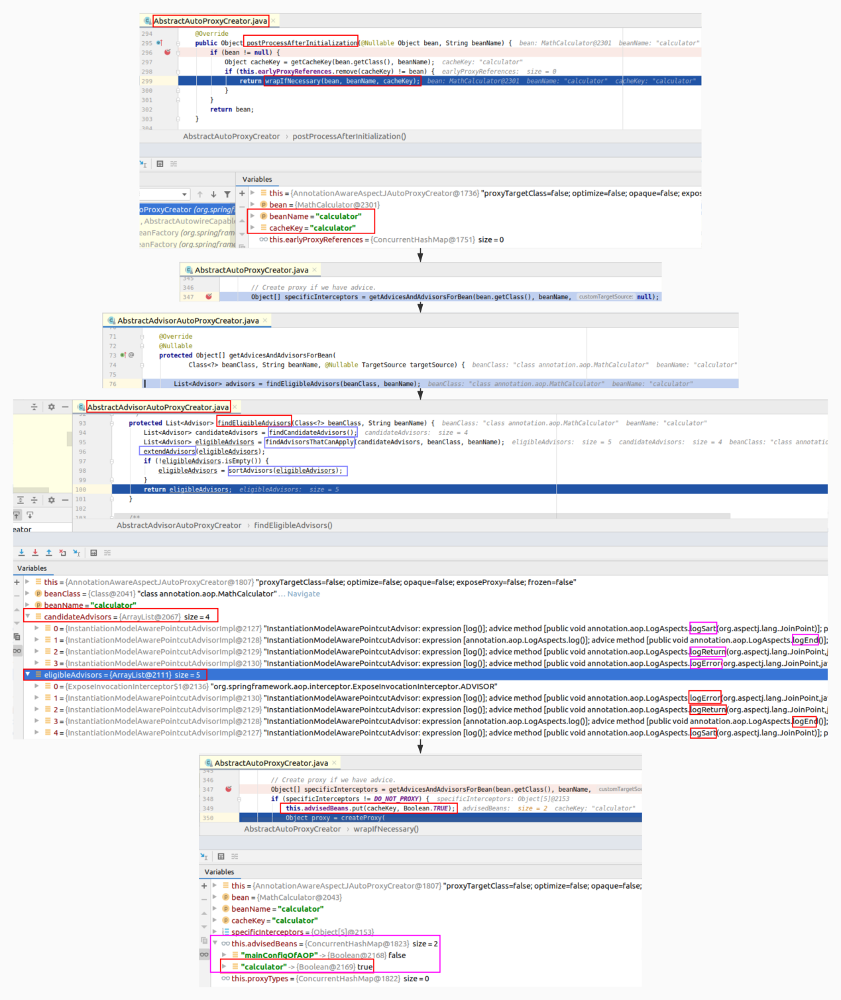 AbstractAutoProxyCreator.java ×
294 @Override
295 public Object postProcessAfterInitialization(@Nullable Object bean, String beanName) { bean: MathCalculator@2301 beanName: "calculator"
296 if (bean != null) {
297 Object cacheKey = getCacheKey(bean.getClass(), beanName); cacheKey: "calculator"
298 if (this.earlyProxyReferences.remove(cacheKey) != bean) { earlyProxyReferences: size = 0
299 return wrapIfNecessary(bean, beanName, cacheKey); bean: MathCalculator@2301 beanName: "calculator" cacheKey: "calculator"
300 }
301 }
302 return bean;
303 }
304
AbstractAutoProxyCreator › postProcessAfterInitialization()
Variables
this = {AnnotationAwareAspectJAutoProxyCreator@1736} "proxyTargetClass=false; optimize=false; opaque=false; expos
oProxyCreator (org.springf
bean = {MathCalculator@2301}
, AbstractAutowireCapabl
beanName = "calculator"
eanFactory (org.springfram
cacheKey = "calculator"
eanFactory (org.springfram
this.earlyProxyReferences = {ConcurrentHashMap@1751} size = 0
AbstractAutoProxyCreator.java ×
345
346 // Create proxy if we have advice.
347 Object[] specificInterceptors = getAdvicesAndAdvisorsForBean(bean.getClass(), beanName, customTargetSource: null);
AbstractAdvisorAutoProxyCreator.java ×
71 @Override
72 @Nullable
73 @ protected Object[] getAdvicesAndAdvisorsForBean(
74 Class<?> beanClass, String beanName, @Nullable TargetSource targetSource) { beanClass: "class annotation.aop.MathCalculator" beanName: "calculator"
75
76 List<Advisor> advisors = findEligibleAdvisors(beanClass, beanName); beanClass: "class annotation.aop.MathCalculator" beanName: "calculator"
AbstractAdvisorAutoProxyCreator.java ×
93 protected List<Advisor> findEligibleAdvisors(Class<?> beanClass, String beanName) { beanClass: "class annotation.aop.MathCalculator" beanName: "calculator"
94 List<Advisor> candidateAdvisors = findCandidateAdvisors(); candidateAdvisors: size = 4
95 List<Advisor> eligibleAdvisors = findAdvisorsThatCanApply(candidateAdvisors, beanClass, beanName); eligibleAdvisors: size = 5 candidateAdvisors: size = 4 beanClass: "class annotatio
96 extendAdvisors(eligibleAdvisors);
97 if (!eligibleAdvisors.isEmpty()) {
98 eligibleAdvisors = sortAdvisors(eligibleAdvisors);
99 }
100 return eligibleAdvisors; eligibleAdvisors: size = 5
101 }
102
103 /**
eator
AbstractAdvisorAutoProxyCreator › findEligibleAdvisors()
Variables
this = {AnnotationAwareAspectJAutoProxyCreator@1807} "proxyTargetClass=false; optimize=false; opaque=false; exposeProxy=false; frozen=false"
beanClass = {Class@2041} "class annotation.aop.MathCalculator" ... Navigate
beanName = "calculator"
candidateAdvisors = {ArrayList@2067} size = 4
0 = {InstantiationModelAwarePointcutAdvisorImpl@2127} "InstantiationModelAwarePointcutAdvisor: expression [log()]; advice method [public void annotation.aop.LogAspects.logSart(org.aspectj.lang.JoinPoint)]; p
1 = {InstantiationModelAwarePointcutAdvisorImpl@2128} "InstantiationModelAwarePointcutAdvisor: expression [annotation.aop.LogAspects.log()]; advice method [public void annotation.aop.LogAspects.logEnd()];
2 = {InstantiationModelAwarePointcutAdvisorImpl@2129} "InstantiationModelAwarePointcutAdvisor: expression [log()]; advice method [public void annotation.aop.LogAspects.logReturn(org.aspectj.lang.JoinPoint,j
3 = {InstantiationModelAwarePointcutAdvisorImpl@2130} "InstantiationModelAwarePointcutAdvisor: expression [log()]; advice method [public void annotation.aop.LogAspects.logError(org.aspectj.lang.JoinPoint,ja
eligibleAdvisors = {ArrayList@2111} size = 5
0 = {ExposeInvocationInterceptor$1@2136} "org.springframework.aop.interceptor.ExposeInvocationInterceptor.ADVISOR"
1 = {InstantiationModelAwarePointcutAdvisorImpl@2130} "InstantiationModelAwarePointcutAdvisor: expression [log()]; advice method [public void annotation.aop.LogAspects.logError(org.aspectj.lang.JoinPoint,ja
2 = {InstantiationModelAwarePointcutAdvisorImpl@2129} "InstantiationModelAwarePointcutAdvisor: expression [log()]; advice method [public void annotation.aop.LogAspects.logReturn(org.aspectj.lang.JoinPoint,j
3 = {InstantiationModelAwarePointcutAdvisorImpl@2128} "InstantiationModelAwarePointcutAdvisor: expression [annotation.aop.LogAspects.log()]; advice method [public void annotation.aop.LogAspects.logEnd()];
4 = {InstantiationModelAwarePointcutAdvisorImpl@2127} "InstantiationModelAwarePointcutAdvisor: expression [log()]; advice method [public void annotation.aop.LogAspects.logSart(org.aspectj.lang.JoinPoint)]; p
AbstractAutoProxyCreator.java ×
345
346 // Create proxy if we have advice.
347 Object[] specificInterceptors = getAdvicesAndAdvisorsForBean(bean.getClass(), beanName, customTargetSou
348 if (specificInterceptors != DO_NOT_PROXY) { specificInterceptors: Object[5]@2153
349 this.advisedBeans.put(cacheKey, Boolean.TRUE); advisedBeans: size = 2 cacheKey: "calculator"
350 Object proxy = createProxy(
AbstractAutoProxyCreator › wrapIfNecessary()
Variables
this = {AnnotationAwareAspectJAutoProxyCreator@1807} "proxyTargetClass=false; optimize=false; opaque=false;
bean = {MathCalculator@2043}
beanName = "calculator"
cacheKey = "calculator"
specificInterceptors = {Object[5]@2153}
this.advisedBeans = {ConcurrentHashMap@1823} size = 2
"mainConfigOfAOP" -> {Boolean@2168} false
"calculator" -> {Boolean@2169} true
this.proxyTypes = {ConcurrentHashMap@1822} size = 0